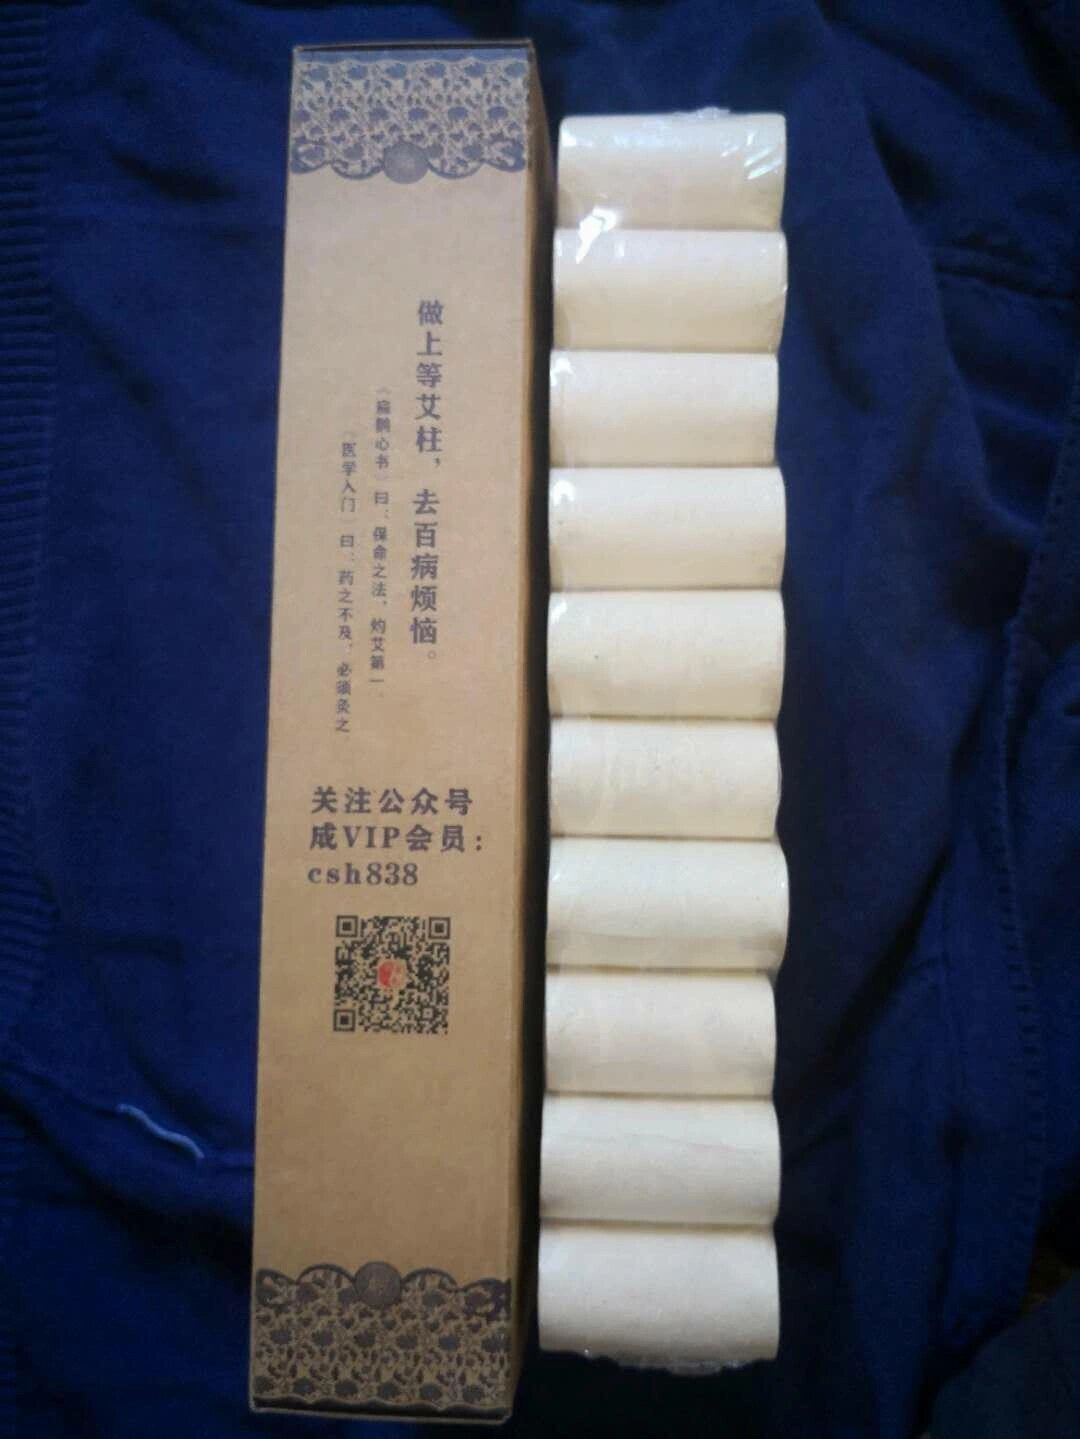 做上等艾柱，去百病烦恼。
《扁鹊心书》曰：保命之法，灼艾第一。
《医学入门》曰：药之不及，必须灸之
关注公众号
成VIP会员：
csh838